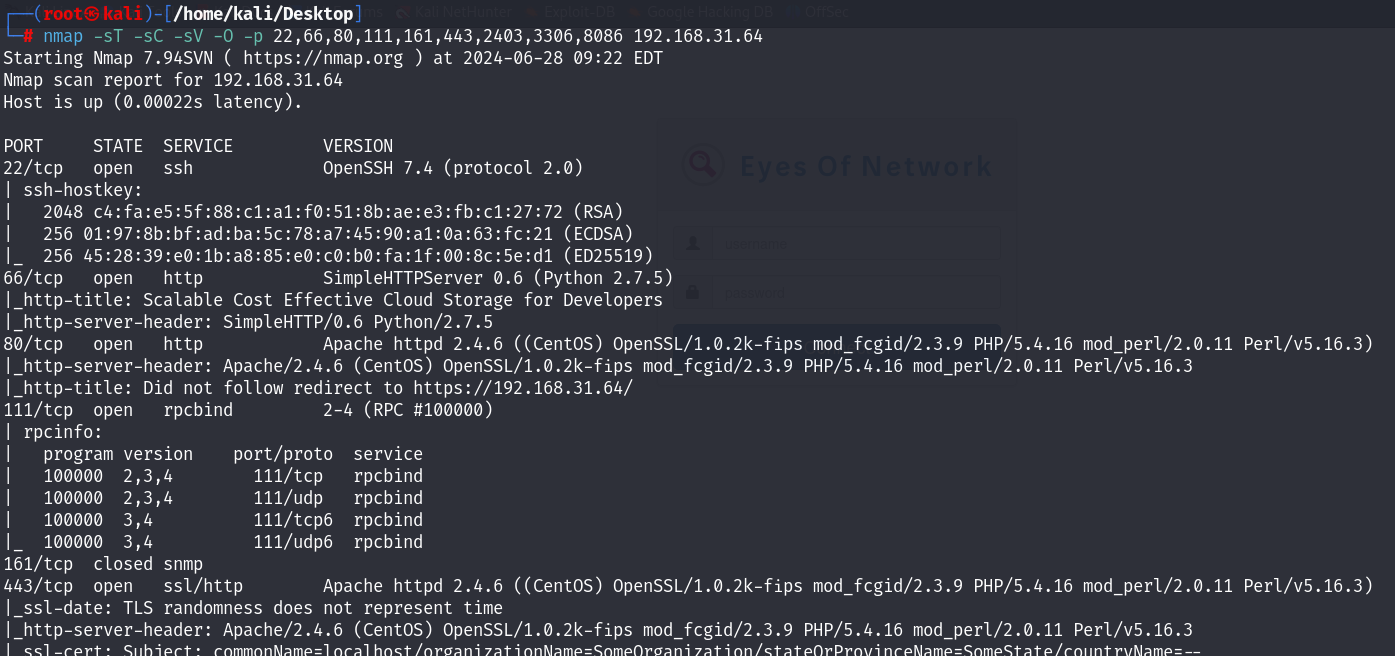 Kali NetHunter Exploit-DB Google Hacking DB OffSec
┌──(root㉿kali)-[/home/kali/Desktop]
└─# nmap -sT -sC -sV -O -p 22,66,80,111,161,443,2403,3306,8086 192.168.31.64
Starting Nmap 7.94SVN ( https://nmap.org ) at 2024-06-28 09:22 EDT
Nmap scan report for 192.168.31.64
Host is up (0.00022s latency).
PORT    STATE  SERVICE         VERSION
22/tcp   open   ssh             OpenSSH 7.4 (protocol 2.0)
| ssh-hostkey:
|   2048 c4:fa:e5:5f:88:c1:a1:f0:51:8b:ae:e3:fb:c1:27:72 (RSA)
|   256 01:97:8b:bf:ad:ba:5c:78:a7:45:90:a1:0a:63:fc:21 (ECDSA)
|_  256 45:28:39:e0:1b:a8:85:e0:c0:b0:fa:1f:00:8c:5e:d1 (ED25519)
66/tcp   open   http            SimpleHTTPServer 0.6 (Python 2.7.5)
|_http-title: Scalable Cost Effective Cloud Storage for Developers
|_http-server-header: SimpleHTTP/0.6 Python/2.7.5
80/tcp   open   http            Apache httpd 2.4.6 ((CentOS) OpenSSL/1.0.2k-fips mod_fcgid/2.3.9 PHP/5.4.16 mod_perl/2.0.11 Perl/v5.16.3)
|_http-server-header: Apache/2.4.6 (CentOS) OpenSSL/1.0.2k-fips mod_fcgid/2.3.9 PHP/5.4.16 mod_perl/2.0.11 Perl/v5.16.3
|_http-title: Did not follow redirect to https://192.168.31.64/
111/tcp  open   rpcbind         2-4 (RPC #100000)
| rpcinfo:
|   program version    port/proto  service
|   100000  2,3,4        111/tcp   rpcbind
|   100000  2,3,4        111/udp   rpcbind
|   100000  3,4          111/tcp6  rpcbind
|_  100000  3,4          111/udp6  rpcbind
161/tcp  closed snmp
443/tcp  open   ssl/http        Apache httpd 2.4.6 ((CentOS) OpenSSL/1.0.2k-fips mod_fcgid/2.3.9 PHP/5.4.16 mod_perl/2.0.11 Perl/v5.16.3)
|_ssl-date: TLS randomness does not represent time
|_http-server-header: Apache/2.4.6 (CentOS) OpenSSL/1.0.2k-fips mod_fcgid/2.3.9 PHP/5.4.16 mod_perl/2.0.11 Perl/v5.16.3
| ssl-cert: Subject: commonName=localhost/organizationName=SomeOrganization/stateOrProvinceName=SomeState/countryName=--
Eyes Of Network
username
password